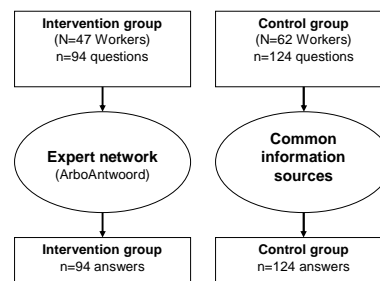 Intervention group
(N=47 Workers)
n=94 questions
Control group
(N=62 Workers)
n=124 questions
Expert network
(ArboAntwoord)
Common
information
sources
Intervention group
n=94 answers
Control group
n=124 answers